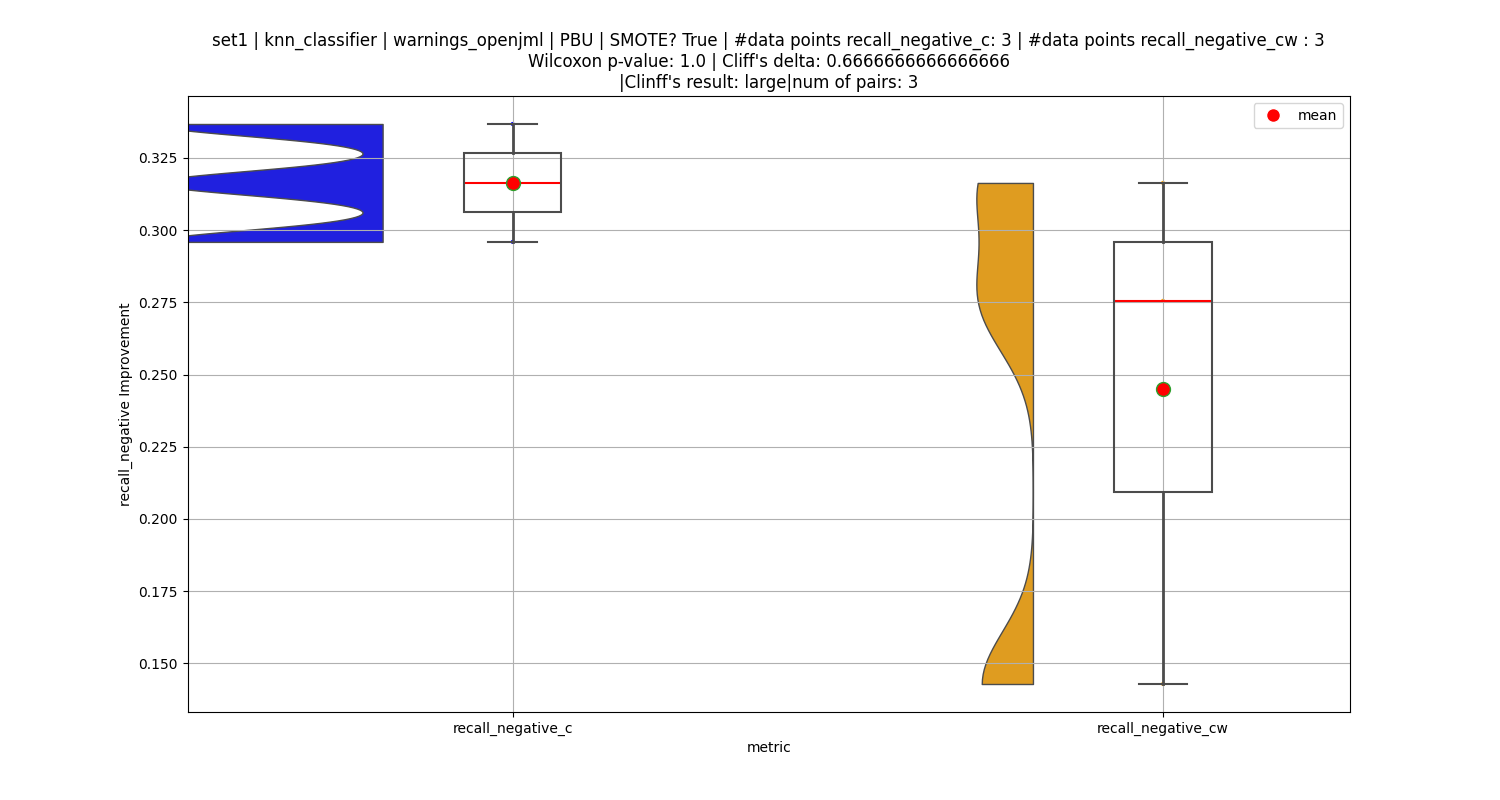 set1 | knn_classifier | warnings_openjml | PBU | SMOTE? True | #data points recall_negative_c: 3 | #data points recall_negative_cw : 3
Wilcoxon p-value: 1.0 | Cliff's delta: 0.6666666666666666
|Clinff's result: large|num of pairs: 3
mean
0.325
0.300
0.275
0.250
0.225
0.200
0.175
0.150
recall_negative Improvement
recall_negative_c
recall_negative_cw
metric